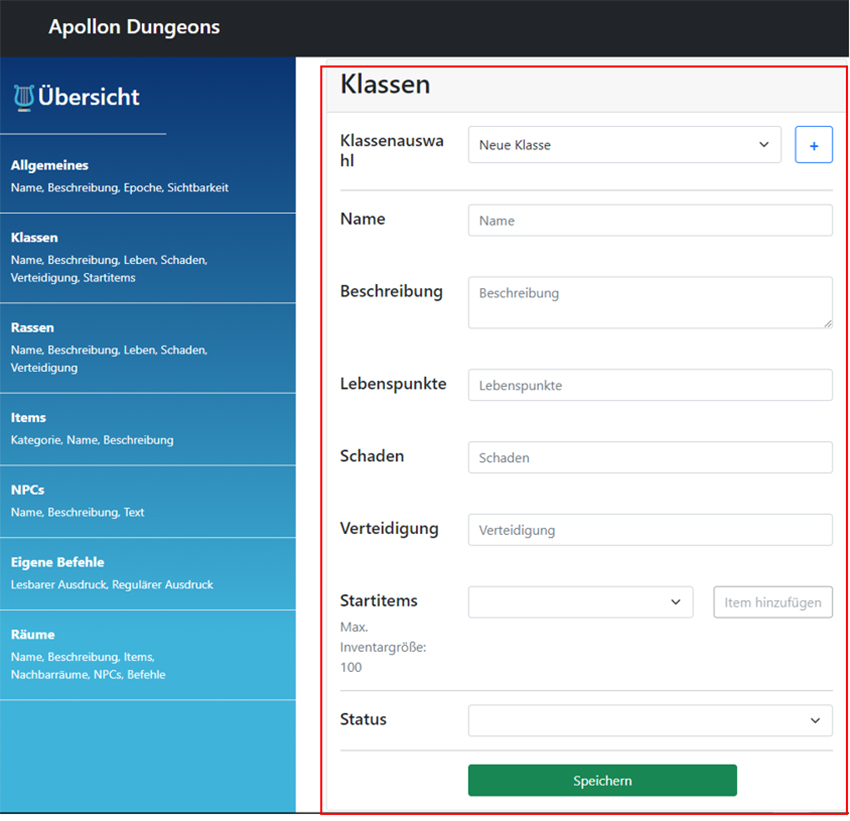 Apollon Dungeons
Übersicht
Allgemeines
Name, Beschreibung, Epoche, Sichtbarkeit
Klassen
Name, Beschreibung, Leben, Schaden,
Verteidigung, Startitems
Rassen
Name, Beschreibung, Leben, Schaden,
Verteidigung
Items
Kategorie, Name, Beschreibung
NPCs
Name, Beschreibung, Text
Eigene Befehle
Lesbarer Ausdruck, Regulärer Ausdruck
Räume
Name, Beschreibung, Items,
Nachbarräume, NPCs, Befehle
Klassen
Klassenauswa
hl
Neue Klasse
+
Name
Name
Beschreibung
Beschreibung
Lebenspunkte
Lebenspunkte
Schaden
Schaden
Verteidigung
Verteidigung
Startitems
Item hinzufügen
Max.
Inventargröße:
100
Status
Speichern